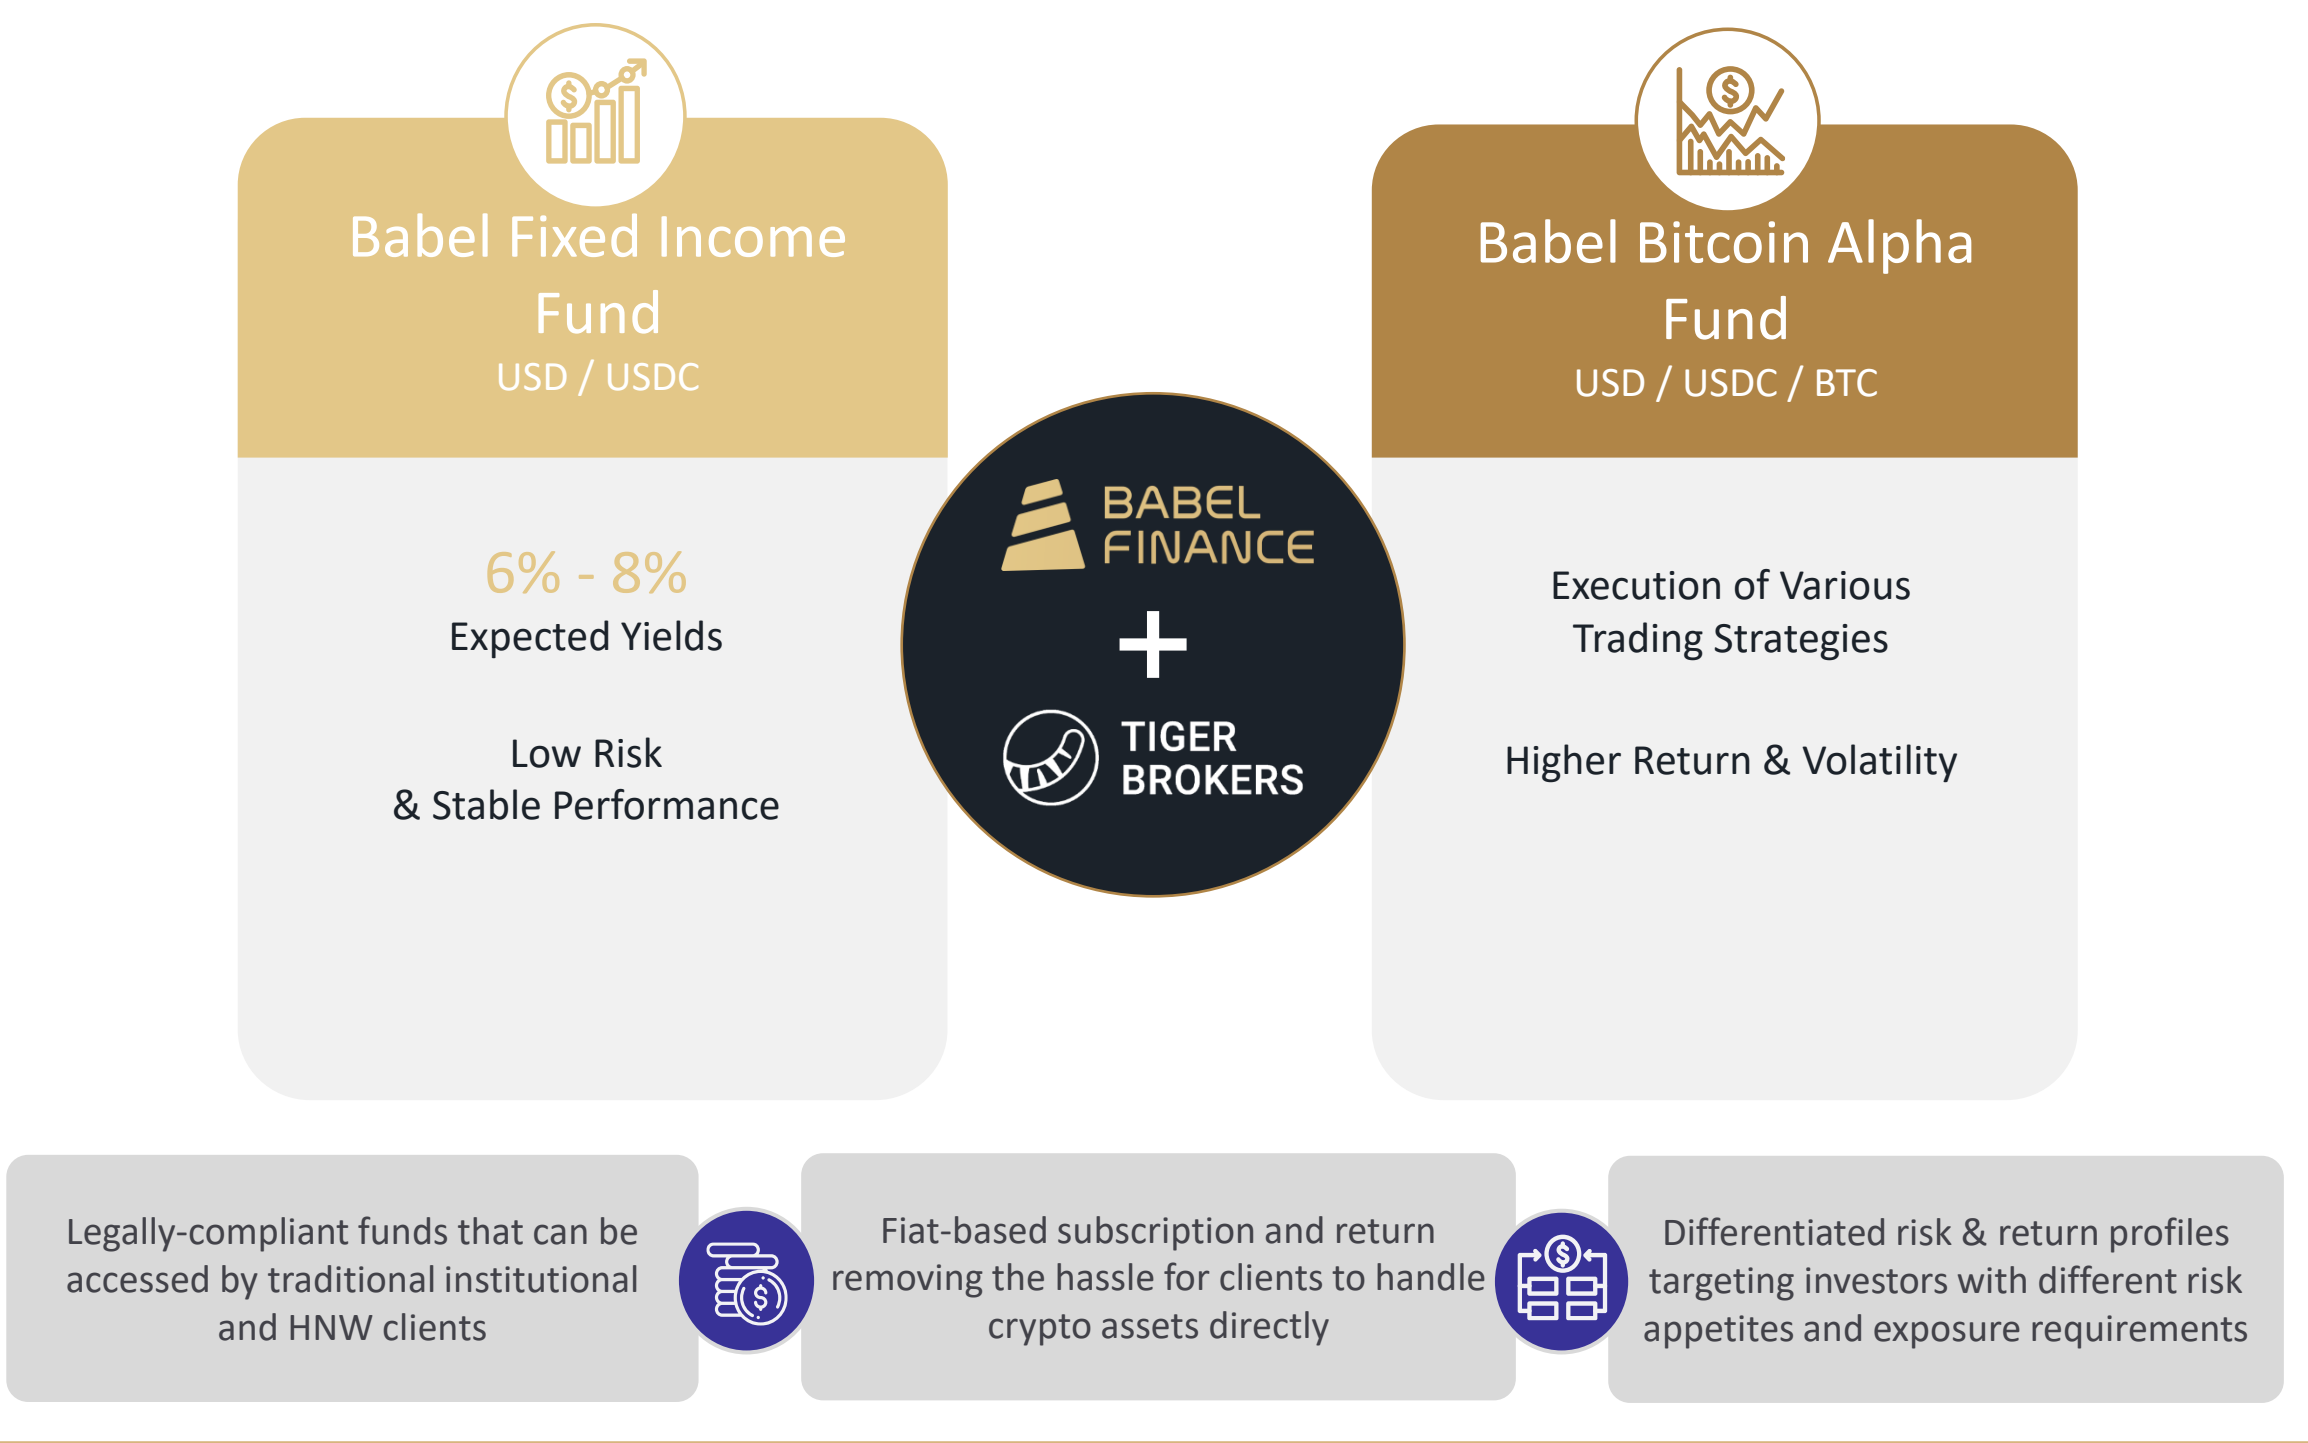 Babel Fixed Income
Fund
USD / USDC
6% - 8%
Expected Yields
Low Risk
& Stable Performance
BABEL
FINANCE
+
TIGER
BROKERS
Babel Bitcoin Alpha
Fund
USD / USDC / BTC
Execution of Various
Trading Strategies
Higher Return & Volatility
Legally-compliant funds that can be
accessed by traditional institutional
and HNW clients
Fiat-based subscription and return
removing the hassle for clients to handle
crypto assets directly
Differentiated risk & return profiles
targeting investors with different risk
appetites and exposure requirements